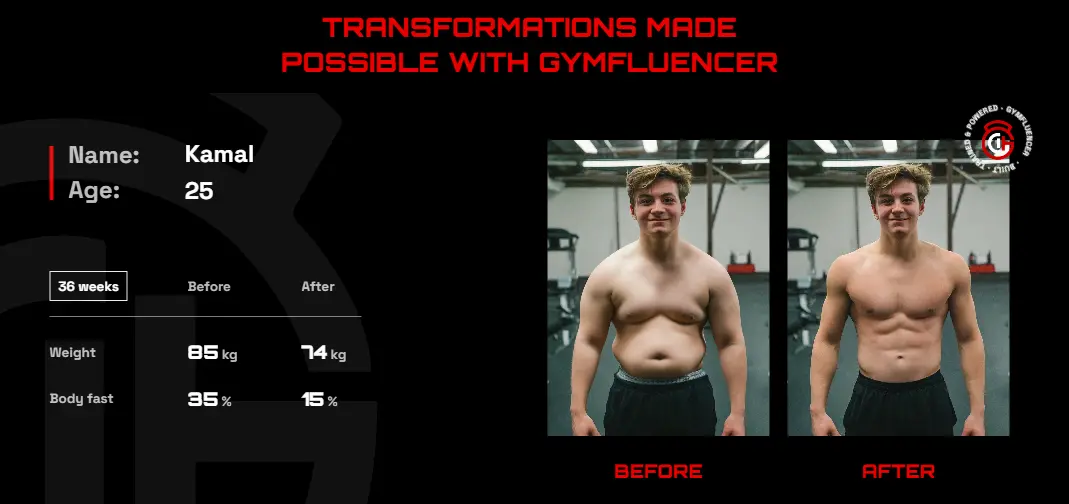 TRANSFORMATIONS MADE
POSSIBLE WITH GYMFLUENCER
Name: Kamal
Age: 25
36 weeks Before After
Weight 85 kg 74 kg
Body fast 35 % 15 %
BUILT · TRAINED & POWERED · GYMFLUENCER ·
BEFORE AFTER